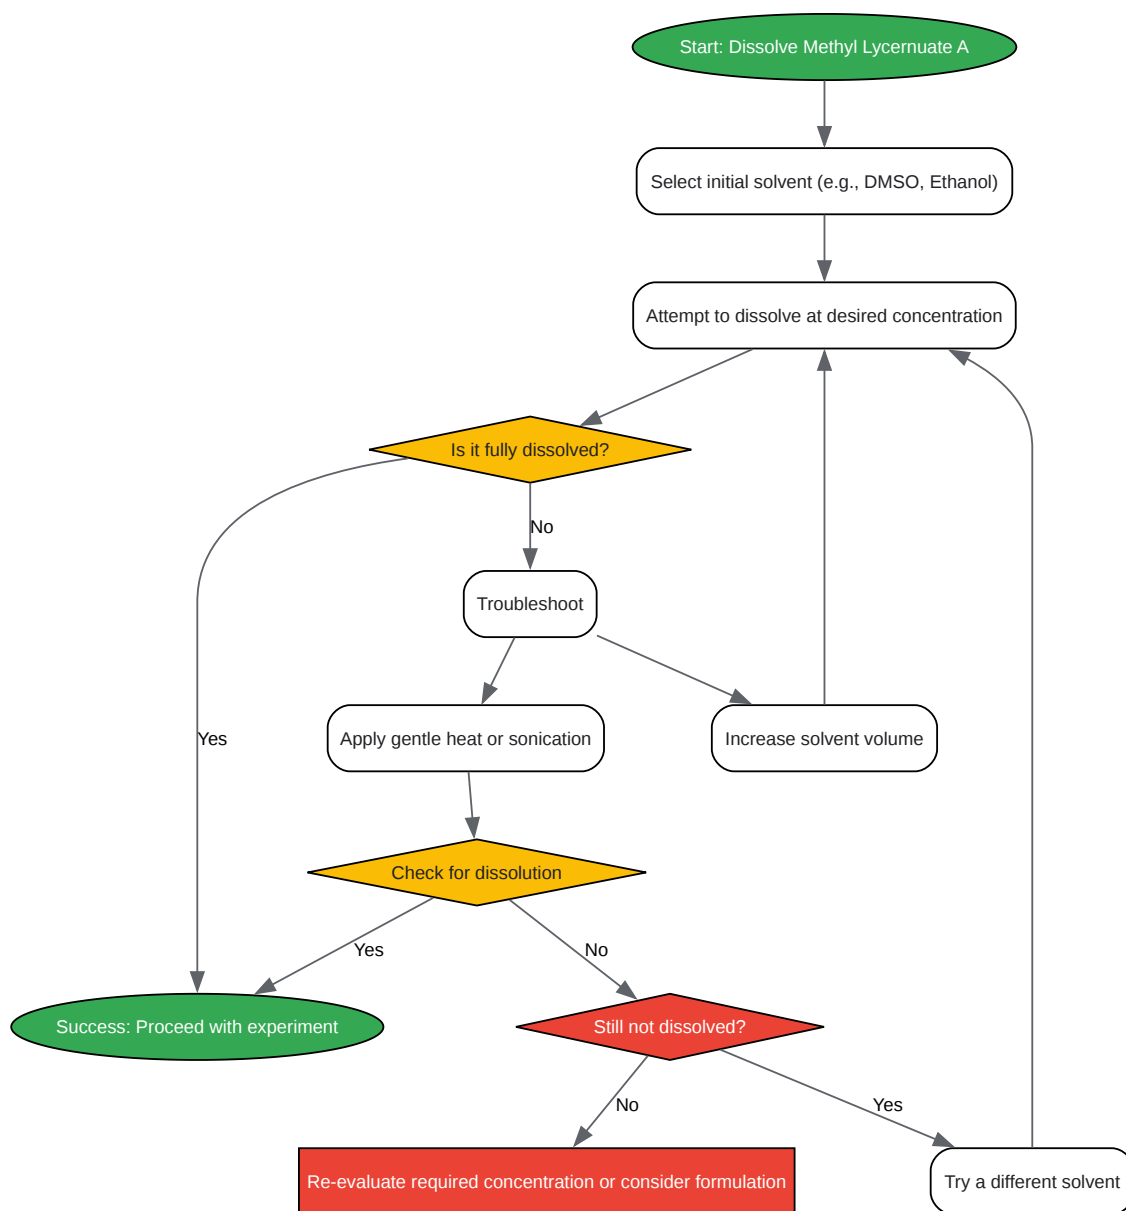 Start: Dissolve Methyl Lycernuate A
Select initial solvent (e.g., DMSO, Ethanol)
Attempt to dissolve at desired concentration
Is it fully dissolved?
No
Troubleshoot
Yes
Apply gentle heat or sonication
Increase solvent volume
Check for dissolution
Yes
No
Success: Proceed with experiment
Still not dissolved?
No
Yes
Re-evaluate required concentration or consider formulation
Try a different solvent